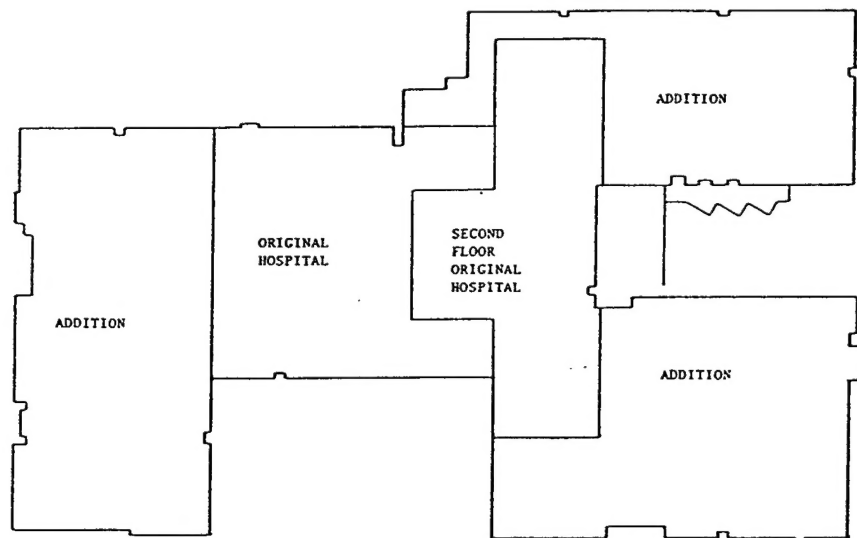 ADDITION
ORIGINAL
HOSPITAL
SECOND
FLOOR
ORIGINAL
HOSPITAL
ADDITION
ADDITION